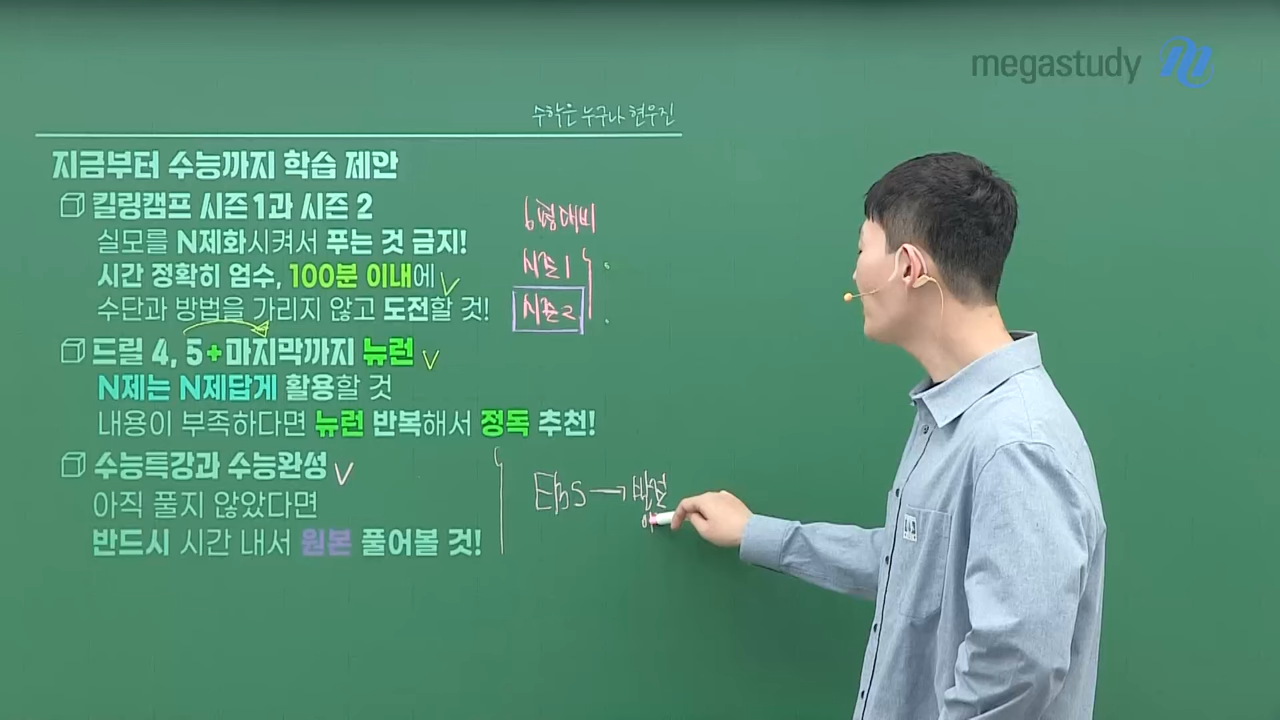 megastudy
수학은 누구나 현우진
지금부터 수능까지 학습 제안
킬링캠프 시즌 1과 시즌 2
실모를 N제화시켜서 푸는 것 금지!
시간 정확히 엄수, 100분 이내에
수단과 방법을 가리지 않고 도전할 것!
드릴 4, 5+마지막까지 뉴런
N제는 N제답게 활용할 것
내용이 부족하다면 뉴런 반복해서 정독 추천!
수능특강과 수능완성
아직 풀지 않았다면
반드시 시간 내서 원본 풀어볼 것!
6평대비
시즌1
시즌2
EBS→